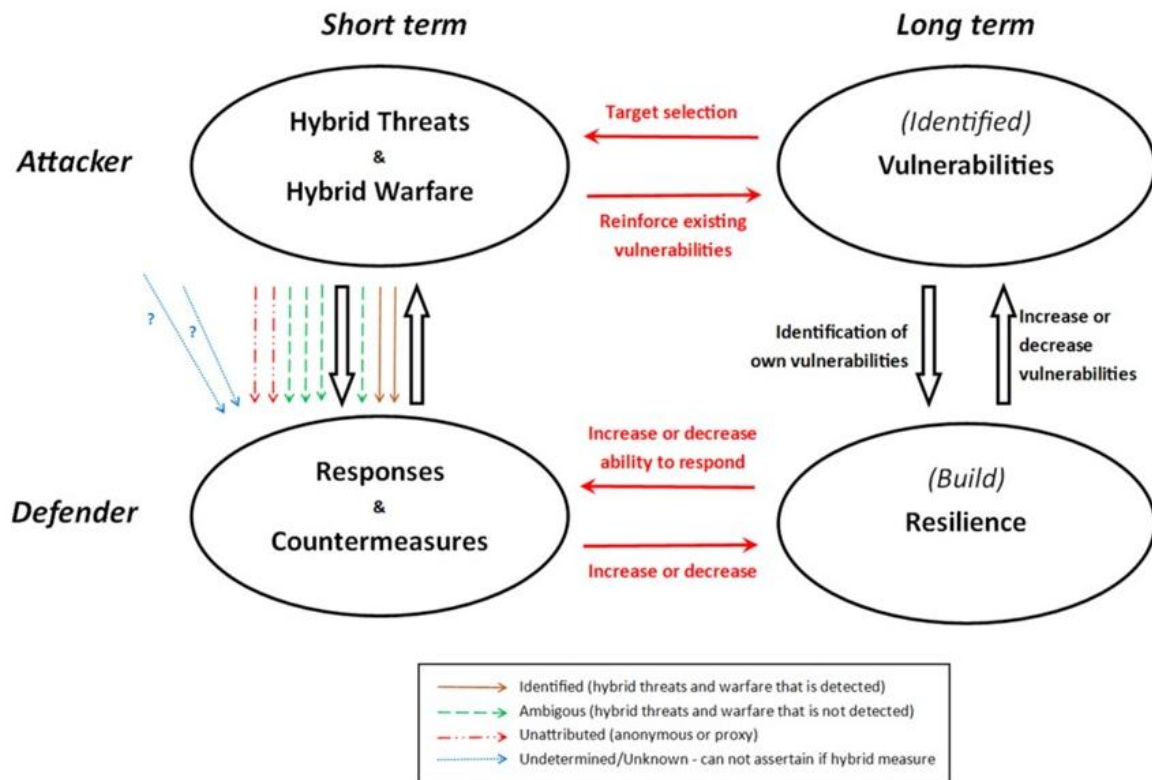 Short term
Long term
Attacker
Hybrid Threats
&
Hybrid Warfare
Target selection
Reinforce existing
vulnerabilities
(Identified)
Vulnerabilities
?
?
Identification of
own vulnerabilities
Increase or
decrease
vulnerabilities
Defender
Responses
&
Countermeasures
Increase or decrease
ability to respond
Increase or decrease
(Build)
Resilience
Identified (hybrid threats and warfare that is detected)
Ambigous (hybrid threats and warfare that is not detected)
Unattributed (anonymous or proxy)
Undetermined/Unknown - can not assertain if hybrid measure